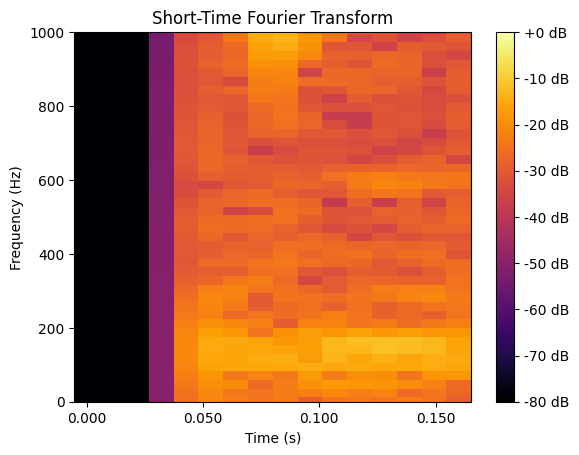 Short-Time Fourier Transform
1000
800
600
400
200
0
Frequency (Hz)
0.000
0.050
0.100
0.150
Time (s)
+0 dB
-10 dB
-20 dB
-30 dB
-40 dB
-50 dB
-60 dB
-70 dB
-80 dB